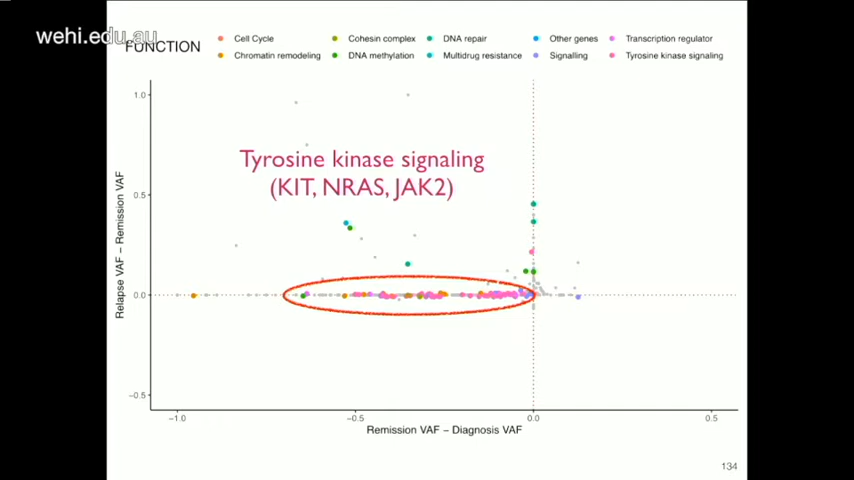 wehi.edu.au
FUNCTION
Cell Cycle
Cohesin complex
DNA repair
Other genes
Transcription regulator
Chromatin remodeling
DNA methylation
Multidrug resistance
Signalling
Tyrosine kinase signaling
1.0
Tyrosine kinase signaling
(KIT, NRAS, JAK2)
0.5
Relapse VAF – Remission VAF
0.0
−0.5
−1.0
−0.5
0.0
0.5
Remission VAF − Diagnosis VAF
134